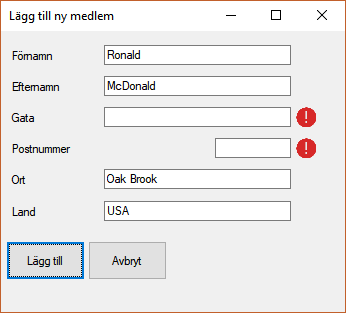 Lägg till ny medlem
Förnamn Ronald
Efternamn McDonald
Gata
Postnummer
Ort Oak Brook
Land USA
Lägg till Avbryt